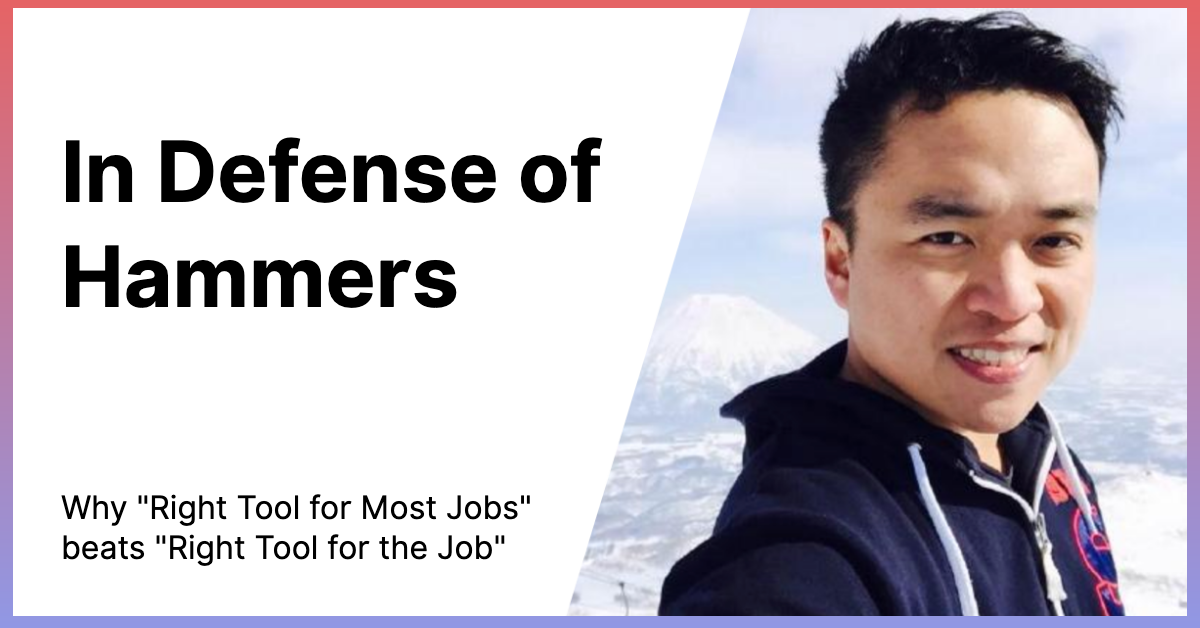 In Defense of
Hammers
Why "Right Tool for Most Jobs"
beats "Right Tool for the Job"